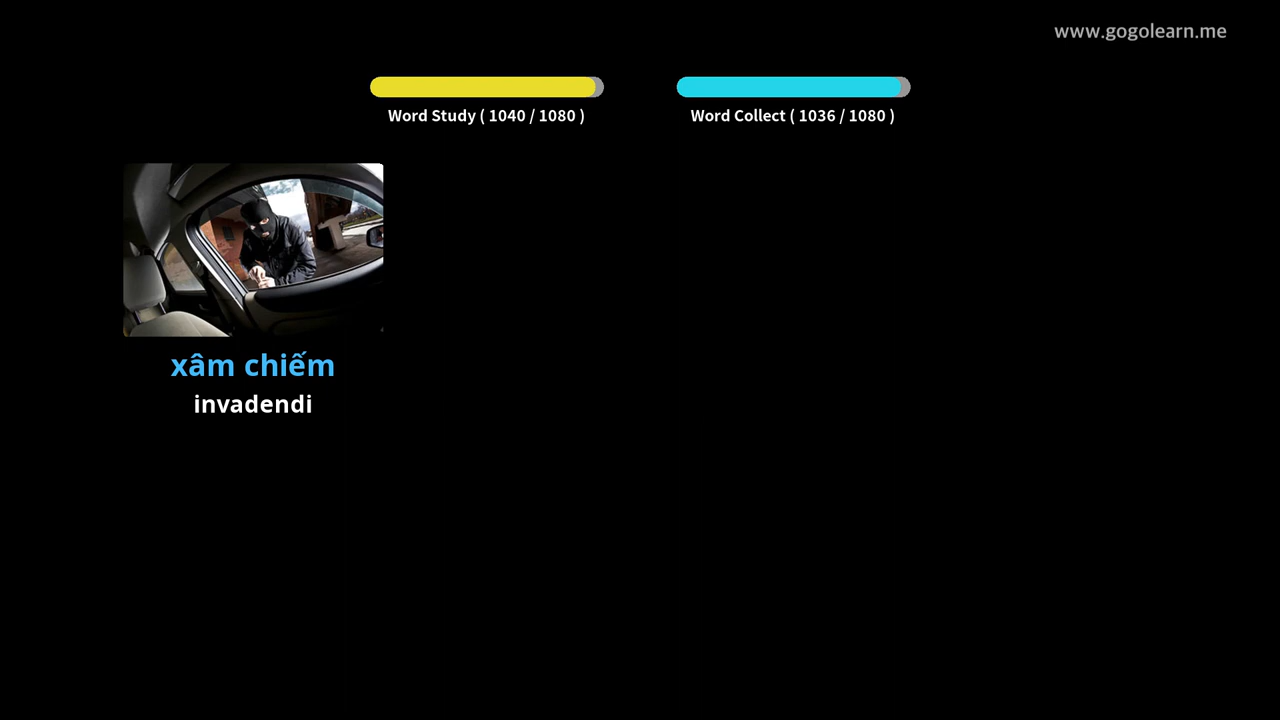 www.gogolearn.me
Word Study ( 1040 / 1080 )
Word Collect ( 1036 / 1080 )
xâm chiếm
invadendi